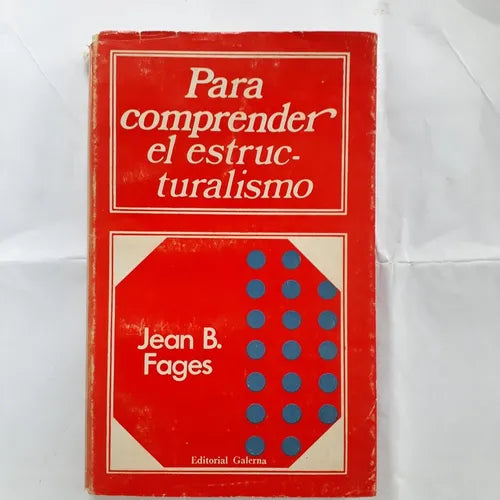 Para
comprender
el estruc-
turalismo
Jean B.
Fages
Editorial Galerna